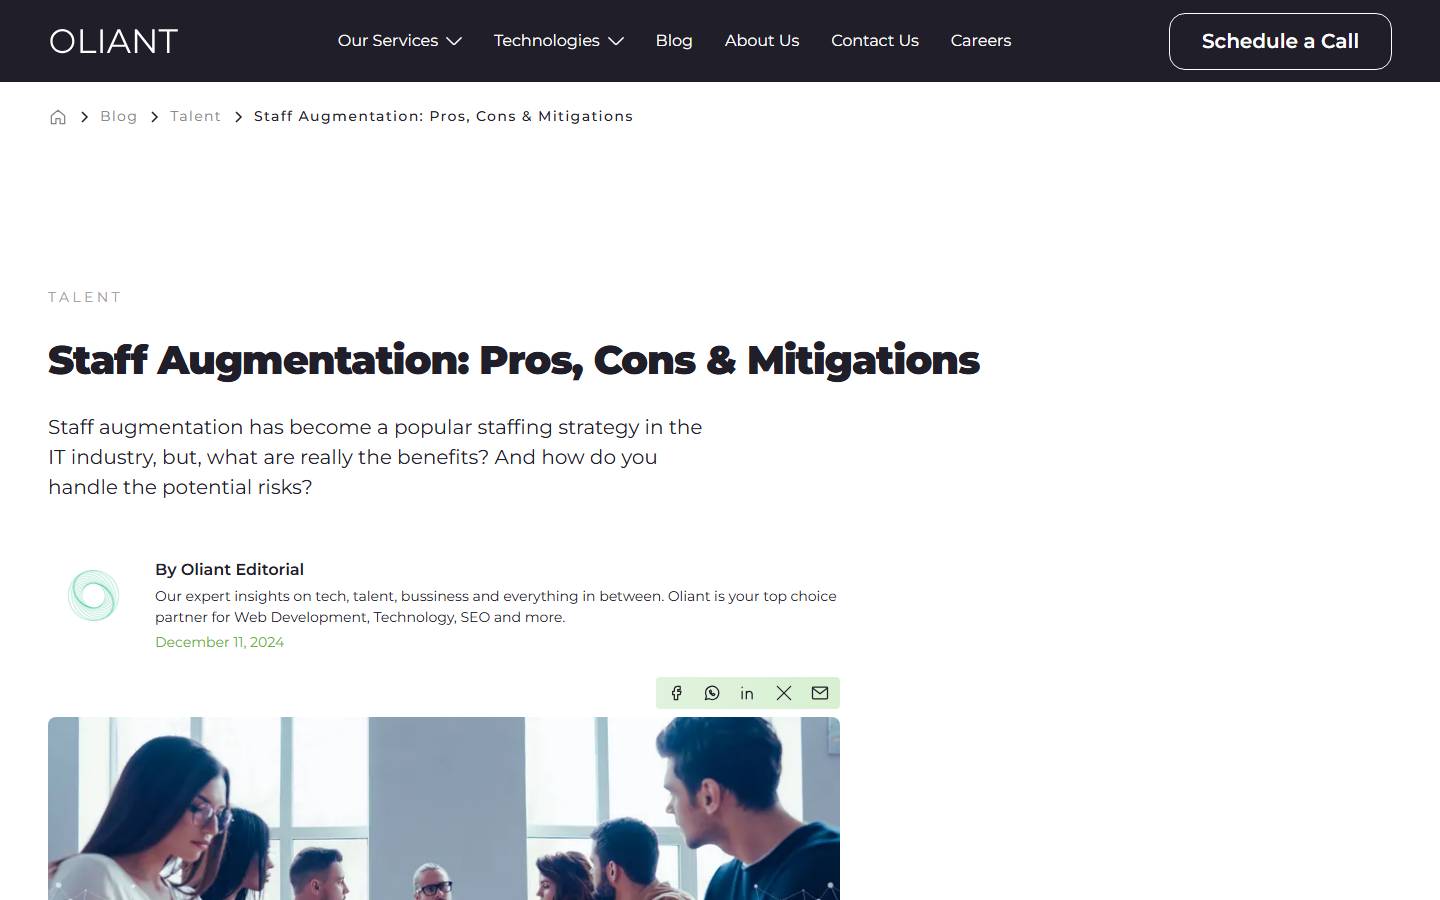 OLIANT
Our Services
Technologies
Blog
About Us
Contact Us
Careers
Schedule a Call
Blog
Talent
Staff Augmentation: Pros, Cons & Mitigations
TALENT
Staff Augmentation: Pros, Cons & Mitigations
Staff augmentation has become a popular staffing strategy in the
IT industry, but, what are really the benefits? And how do you
handle the potential risks?
By Oliant Editorial
Our expert insights on tech, talent, bussiness and everything in between. Oliant is your top choice
partner for Web Development, Technology, SEO and more.
December 11, 2024